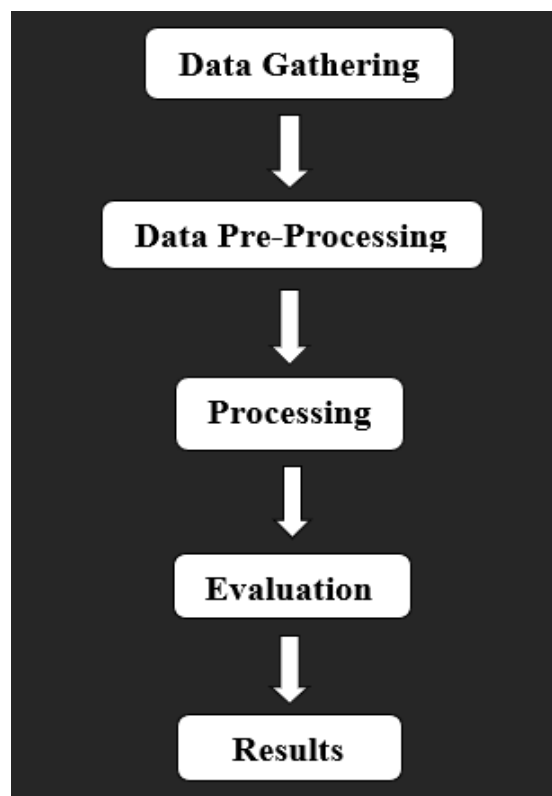 Data Gathering
Data Pre-Processing
Processing
Evaluation
Results